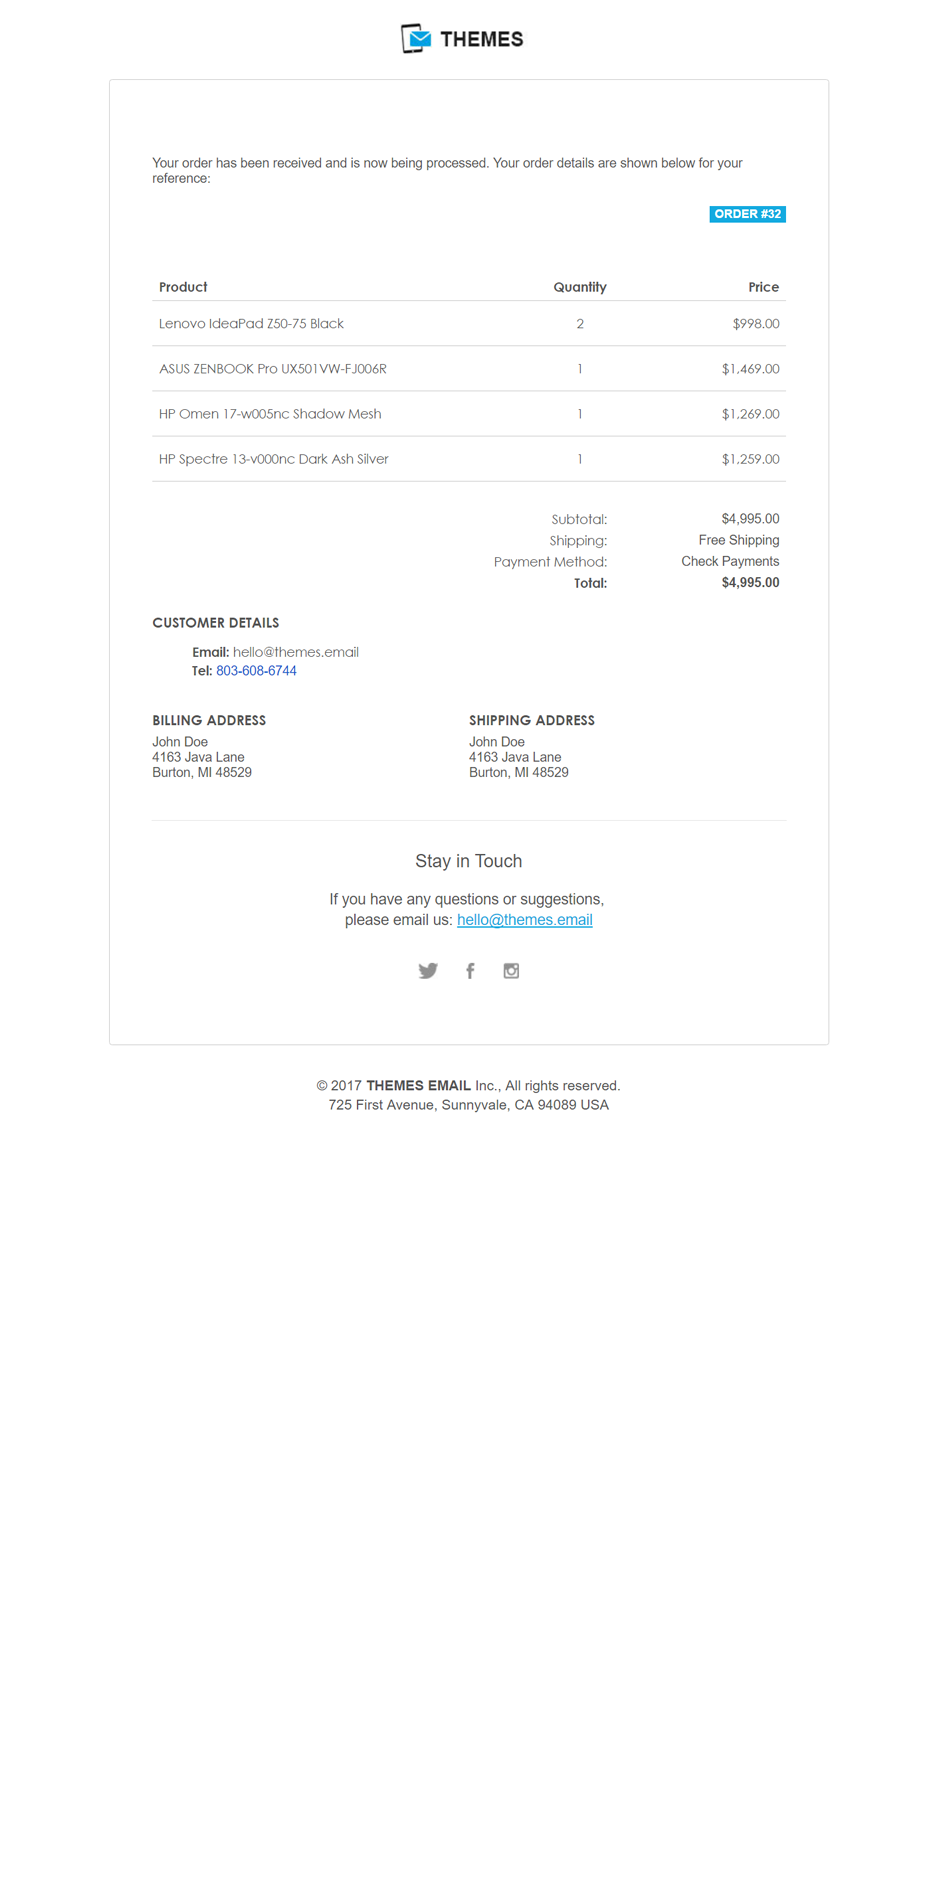 THEMES
Your order has been received and is now being processed. Your order details are shown below for your
reference:
ORDER #32
Product Quantity Price
Lenovo IdeaPad Z50-75 Black 2 $998.00
ASUS ZENBOOK Pro UX501VW-FJ006R 1 $1,469.00
HP Omen 17-w005nc Shadow Mesh 1 $1,269.00
HP Spectre 13-v000nc Dark Ash Silver 1 $1,259.00
Subtotal: $4,995.00
Shipping: Free Shipping
Payment Method: Check Payments
Total: $4,995.00
CUSTOMER DETAILS
Email: hello@themes.email
Tel: 803-608-6744
BILLING ADDRESS
John Doe
4163 Java Lane
Burton, MI 48529
SHIPPING ADDRESS
John Doe
4163 Java Lane
Burton, MI 48529
Stay in Touch
If you have any questions or suggestions,
please email us: hello@themes.email
© 2017 THEMES EMAIL Inc., All rights reserved.
725 First Avenue, Sunnyvale, CA 94089 USA